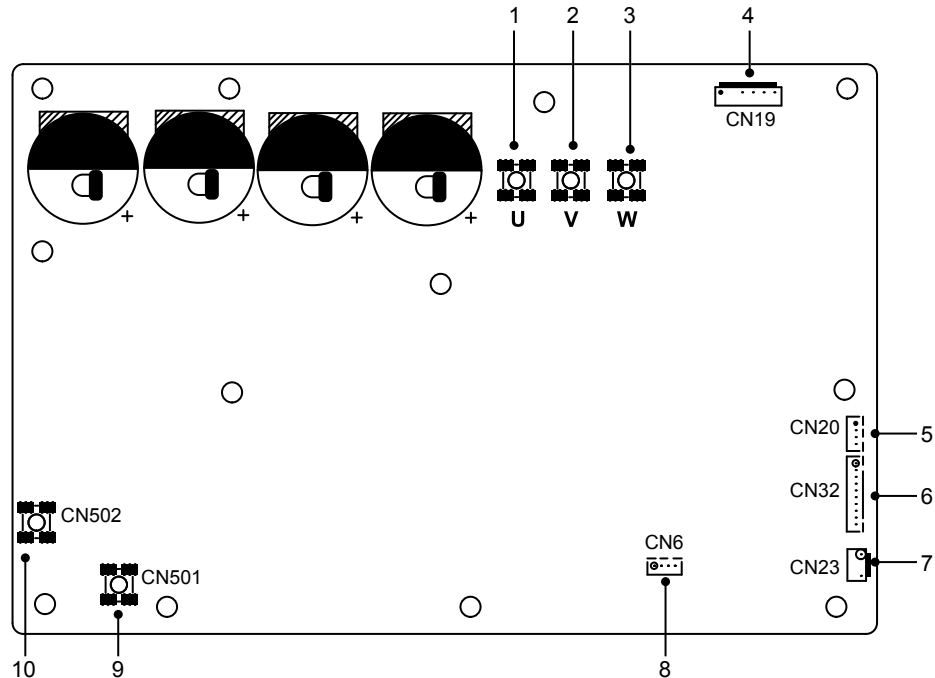 1 2 3 4
CN19
+ + + +
U V W
CN20
5
CN32
6
CN502
CN6
CN501
CN23
7
10 9 8